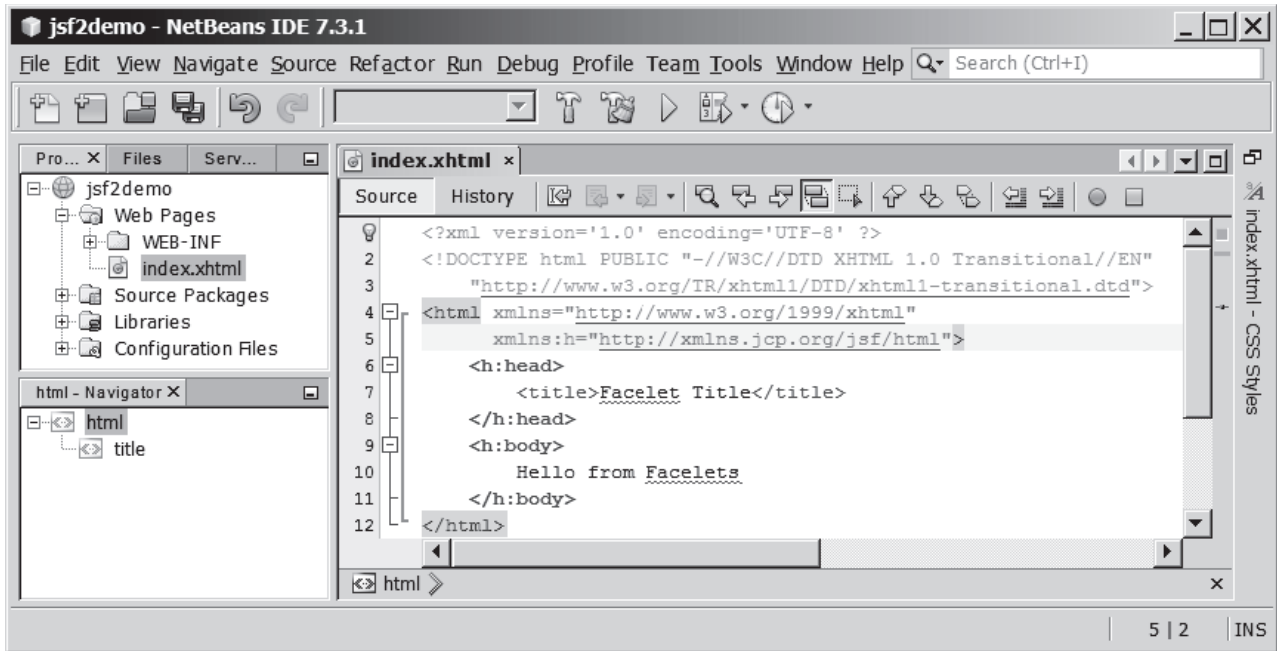 jsf2demo - NetBeans IDE 7.3.1
File Edit View Navigate Source Refactor Run Debug Profile Team Tools Window Help Search (Ctrl+I)
Pro... Files Serv...
jsf2demo
Web Pages
WEB-INF
index.xhtml
Source Packages
Libraries
Configuration Files
html - Navigator
html
title
index.xhtml
Source History
<?xml version='1.0' encoding='UTF-8' ?>
2 <!DOCTYPE html PUBLIC "-//W3C//DTD XHTML 1.0 Transitional//EN"
3 "http://www.w3.org/TR/xhtml1/DTD/xhtml1-transitional.dtd">
4 <html xmlns="http://www.w3.org/1999/xhtml"
5 xmlns:h="http://xmlns.jcp.org/jsf/html">
6 <h:head>
7 <title>Facelet Title</title>
8 </h:head>
9 <h:body>
10 Hello from Facelets
11 </h:body>
12 </html>
html
index.xhtml - CSS Styles
5 | 2 INS